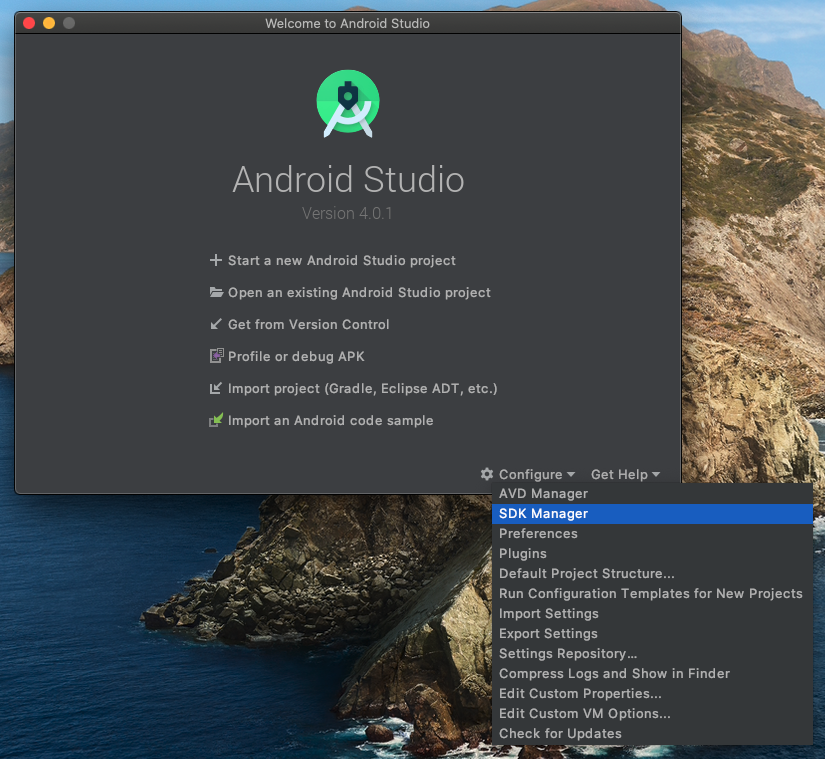 Welcome to Android Studio
Android Studio
Version 4.0.1
Start a new Android Studio project
Open an existing Android Studio project
Get from Version Control
Profile or debug APK
Import project (Gradle, Eclipse ADT, etc.)
Import an Android code sample
Configure Get Help
AVD Manager
SDK Manager
Preferences
Plugins
Default Project Structure...
Run Configuration Templates for New Projects
Import Settings
Export Settings
Settings Repository...
Compress Logs and Show in Finder
Edit Custom Properties...
Edit Custom VM Options...
Check for Updates